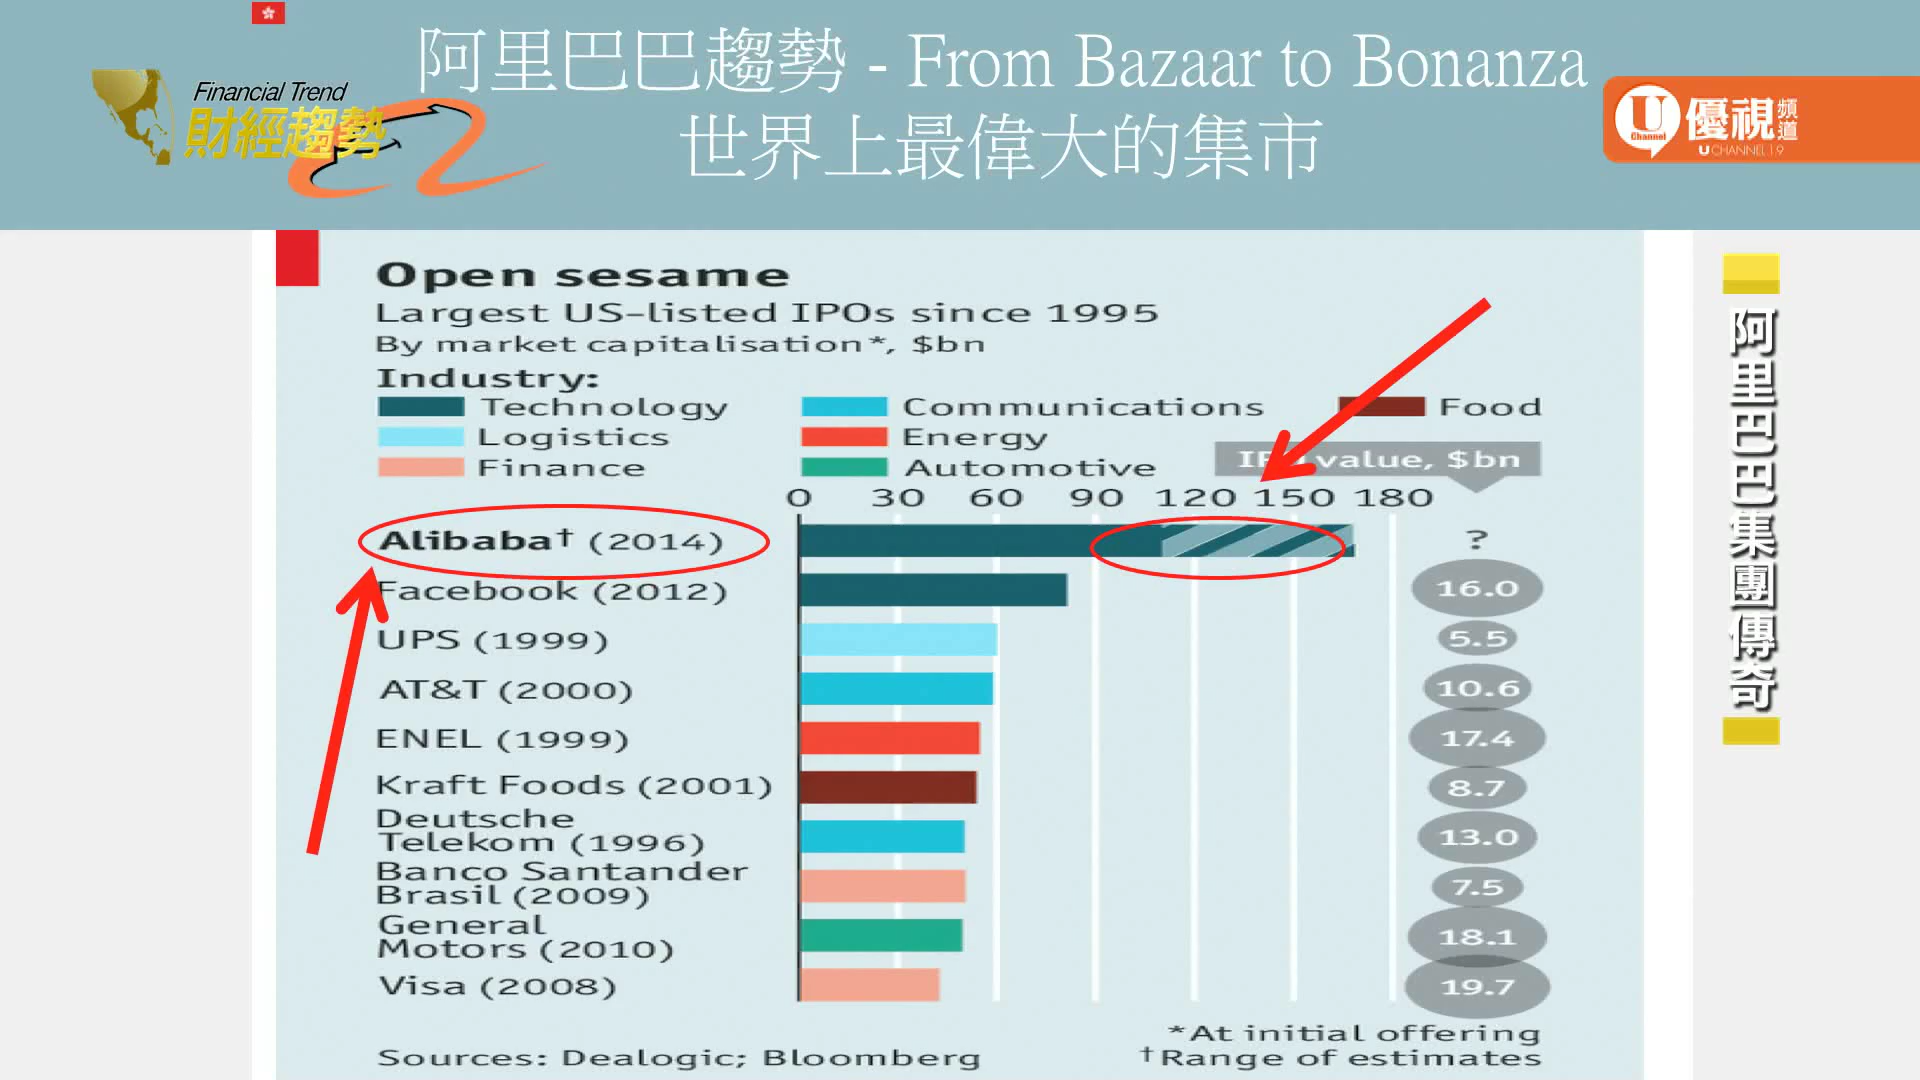 阿里巴巴趨勢 - From Bazaar to Bonanza
世界上最偉大的集市
Financial Trend
財經趨勢
U
Channel
優視頻道
U CHANNEL 19
阿里巴巴集團傳奇
Open sesame
Largest US-listed IPOs since 1995
By market capitalisation*, $bn
Industry:
Technology Communications Food
Logistics Energy
Finance Automotive
value, $bn
0 30 60 90 120 150 180
Alibaba† (2014) ?
Facebook (2012) 16.0
UPS (1999) 5.5
AT&T (2000) 10.6
ENEL (1999) 17.4
Kraft Foods (2001) 8.7
Deutsche
Telekom (1996) 13.0
Banco Santander
Brasil (2009) 7.5
General
Motors (2010) 18.1
Visa (2008) 19.7
*At initial offering
Sources: Dealogic; Bloomberg †Range of estimates